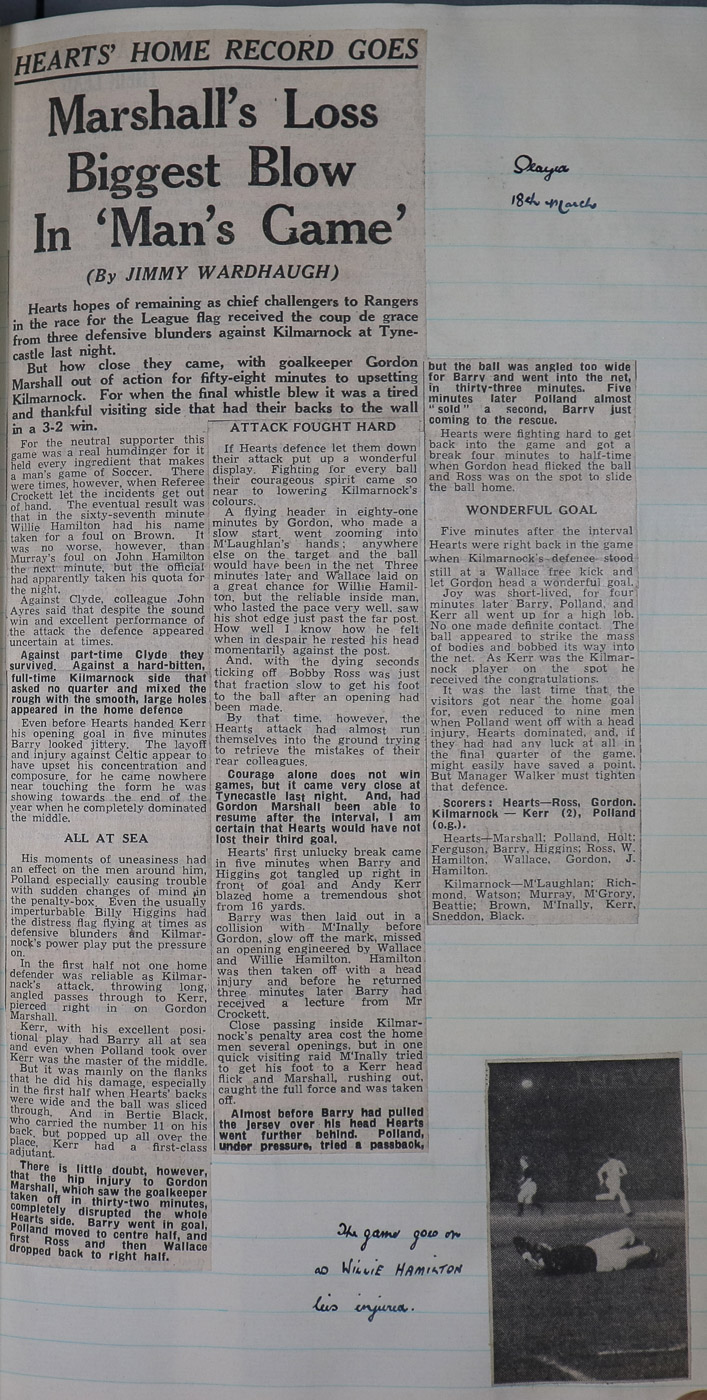 HEARTS' HOME RECORD GOES
Marshall's Loss
Biggest Blow
In 'Man's Game'
(By JIMMY WARDHAUGH)
Hearts hopes of remaining as chief challengers to Rangers
in the race for the League flag received the coup de grace
from three defensive blunders against Kilmarnock at Tyne-
castle last night.
But how close they came, with goalkeeper Gordon
Marshall out of action for fifty-eight minutes to upsetting
Kilmarnock. For when the final whistle blew it was a tired
and thankful visiting side that had their backs to the wall
in a 3-2 win.
For the neutral supporter this
game was a real humdinger for it
held every ingredient that makes
a man's game of Soccer. There
were times, however, when Referee
Crockett let the incidents get out
of hand. The eventual result was
that in the sixty-seventh minute
Willie Hamilton had his name
taken for a foul on Brown. It
was no worse, however, than
Murray's foul on John Hamilton
the next minute, but the official
had apparently taken his quota for
the night.
Against Clyde, colleague John
Ayres said that despite the sound
win and excellent performance of
the attack the defence appeared
uncertain at times.
Against part-time Clyde they
survived. Against a hard-bitten,
full-time Kilmarnock side that
asked no quarter and mixed the
rough with the smooth, large holes
appeared in the home defence
Even before Hearts handed Kerr
his opening goal in five minutes
Barry looked jittery. The layoff
and injury against Celtic appear to
have upset his concentration and
composure, for he came nowhere
near touching the form he was
showing towards the end of the
year when he completely dominated
the middle.
ALL AT SEA
His moments of uneasiness had
an effect on the men around him,
Polland especially causing trouble
with sudden changes of mind in
the penalty-box. Even the usually
imperturbable Billy Higgins had
the distress flag flying at times as
defensive blunders and Kilmar-
nock's power play put the pressure
on.
In the first half not one home
defender was reliable as Kilmar-
nack's attack, throwing long,
angled passes through to Kerr,
pierced right in on Gordon
Marshall.
Kerr, with his excellent posi-
tional play had Barry all at sea
and even when Polland took over
Kerr was the master of the middle.
But it was mainly on the flanks
that he did his damage, especially
in the first half when Hearts' backs
were wide and the ball was sliced
through. And in Bertie Black,
who carried the number 11 on his
back, but popped up all over the
place, Kerr had a first-class
adjutant.
There is little doubt, however,
that the hip injury to Gordon
Marshall, which saw the goalkeeper
taken off in thirty-two minutes,
completely disrupted the whole
Hearts side. Barry went in goal,
Polland moved to centre half, and
first Ross and then Wallace
dropped back to right half.
ATTACK FOUGHT HARD
If Hearts defence let them down
their attack put up a wonderful
display. Fighting for every ball
their courageous spirit came so
near to lowering Kilmarnock's
colours.
A flying header in eighty-one
minutes by Gordon, who made a
slow start went zooming into
M'Laughlan's hands; anywhere
else on the target and the ball
would have been in the net Three
minutes later and Wallace laid on
a great chance for Willie Hamil-
ton, but the reliable inside man,
who lasted the pace very well, saw
his shot edge just past the far post.
How well I know how he felt
when in despair he rested his head
momentarily against the post.
And, with the dying seconds
ticking off Bobby Ross was just
that fraction slow to get his foot
to the ball after an opening had
been made.
By that time, however, the
Hearts attack had almost run
themselves into the ground trying
to retrieve the mistakes of their
rear colleagues.
Courage alone does not win
games, but it came very close at
Tynecastle last night. And, had
Gordon Marshall been able to
resume after the interval, I am
certain that Hearts would have not
lost their third goal.
Hearts' first unlucky break came
in five minutes when Barry and
Higgins got tangled up right in
front of goal and Andy Kerr
blazed home a tremendous shot
from 16 yards.
Barry was then laid out in a
collision with M'Inally before
Gordon, slow off the mark, missed
an opening engineered by Wallace
and Willie Hamilton. Hamilton
was then taken off with a head
injury and before he returned
three minutes later Barry had
received a lecture from Mr
Crockett.
Close passing inside Kilmar-
nock's penalty area cost the home
men several openings, but in one
quick visiting raid M'Inally tried
to get his foot to a Kerr head
flick and Marshall, rushing out,
caught the full force and was taken
off.
Almost before Barry had pulled
the jersey over his head Hearts
went further behind. Polland,
under pressure, tried a passback,
but the ball was angled too wide
for Barry and went into the net,
in thirty-three minutes. Five
minutes later Polland almost
"sold" a second, Barry just
coming to the rescue.
Hearts were fighting hard to get
back into the game and got a
break four minutes to half-time
when Gordon head flicked the ball
and Ross was on the spot to slide
the ball home.
WONDERFUL GOAL
Five minutes after the interval
Hearts were right back in the game
when Kilmarnock's defence stood
still at a Wallace free kick and
let Gordon head a wonderful goal.
Joy was short-lived, for four
minutes later Barry, Polland, and
Kerr all went up for a high lob.
No one made definite contact The
ball appeared to strike the mass
of bodies and bobbed its way into
the net. As Kerr was the Kilmar-
nock player on the spot he
received the congratulations.
It was the last time that the
visitors got near the home goal
for, even reduced to nine men
when Polland went off with a head
injury, Hearts dominated, and, if
they had had any luck at all in
the final quarter of the game,
might easily have saved a point.
But Manager Walker must tighten
that defence.
Scorers: Hearts—Ross, Gordon.
Kilmarnock — Kerr (2), Polland
(o.g.).
Hearts—Marshall; Polland, Holt;
Ferguson, Barry, Higgins; Ross, W.
Hamilton, Wallace, Gordon, J.
Hamilton.
Kilmarnock—M'Laughlan; Rich-
mond, Watson; Murray, M'Grory,
Beattie; Brown, M'Inally, Kerr,
Sneddon, Black.
18th March
The game goes on
as WILLIE HAMILTON
lies injured.